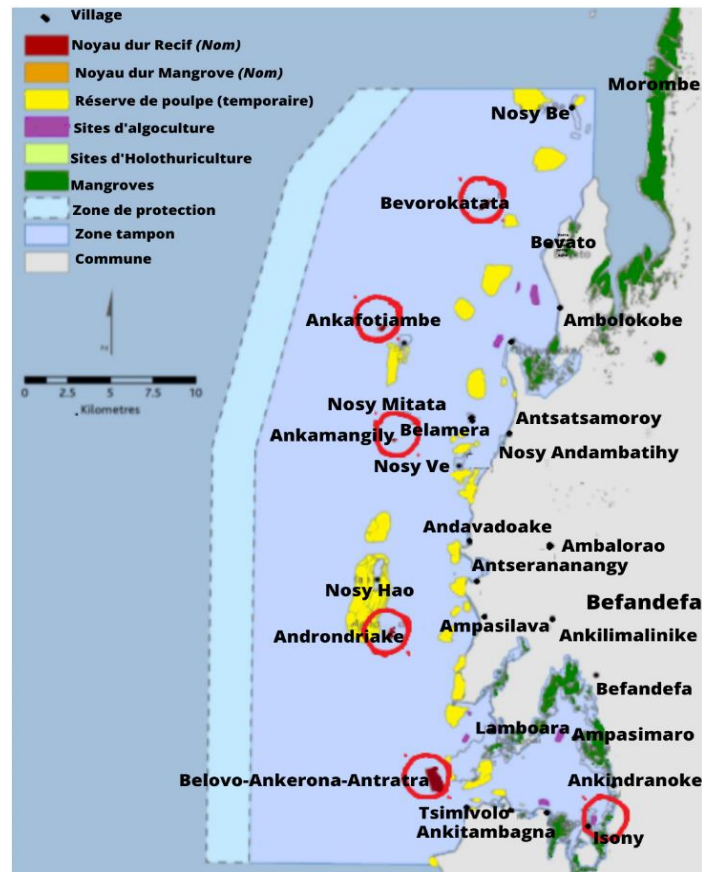 Village
Noyau dur Recif (Nom)
Noyau dur Mangrove (Nom)
Réserve de poulpe (temporaire)
Sites d'algoculture
Sites d'Holothuriculture
Mangroves
Zone de protection
Zone tampon
Commune
0 2.5 5 7.5 10
Kilometres
Morombe
Nosy Be
Bevorokatata
Bevato
Ankafotiambe
Ambolokobe
Nosy Mitata
Antsatsamoroy
Ankamangily
Belamera
Nosy Andambatihy
Nosy Ve
Andavadoake
Ambalorao
Antserananangy
Nosy Hao
Befandefa
Androndriake
Ampasilava
Ankilimalinike
Befandefa
Lamboara
Ampasimaro
Belovo-Ankerona-Antratra
Ankindranoke
Tsimivolo
Ankitambagna
Isony